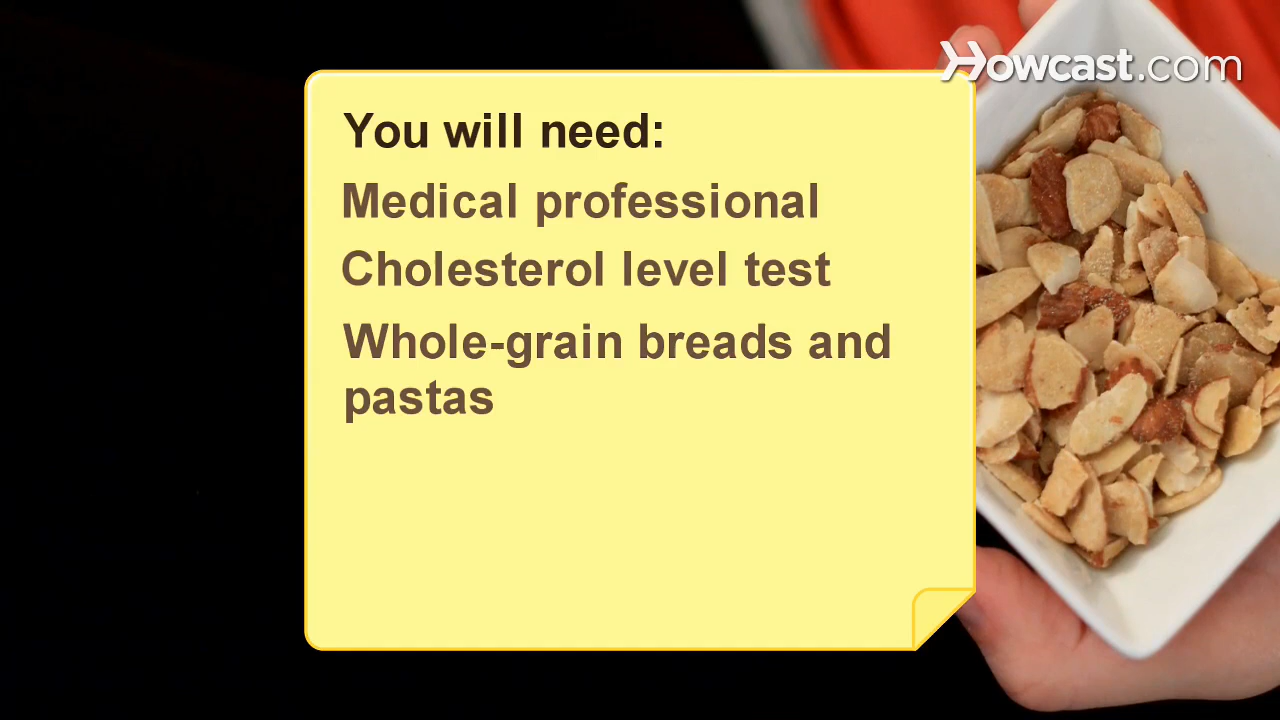 Howcast.com
You will need:
Medical professional
Cholesterol level test
Whole-grain breads and
pastas